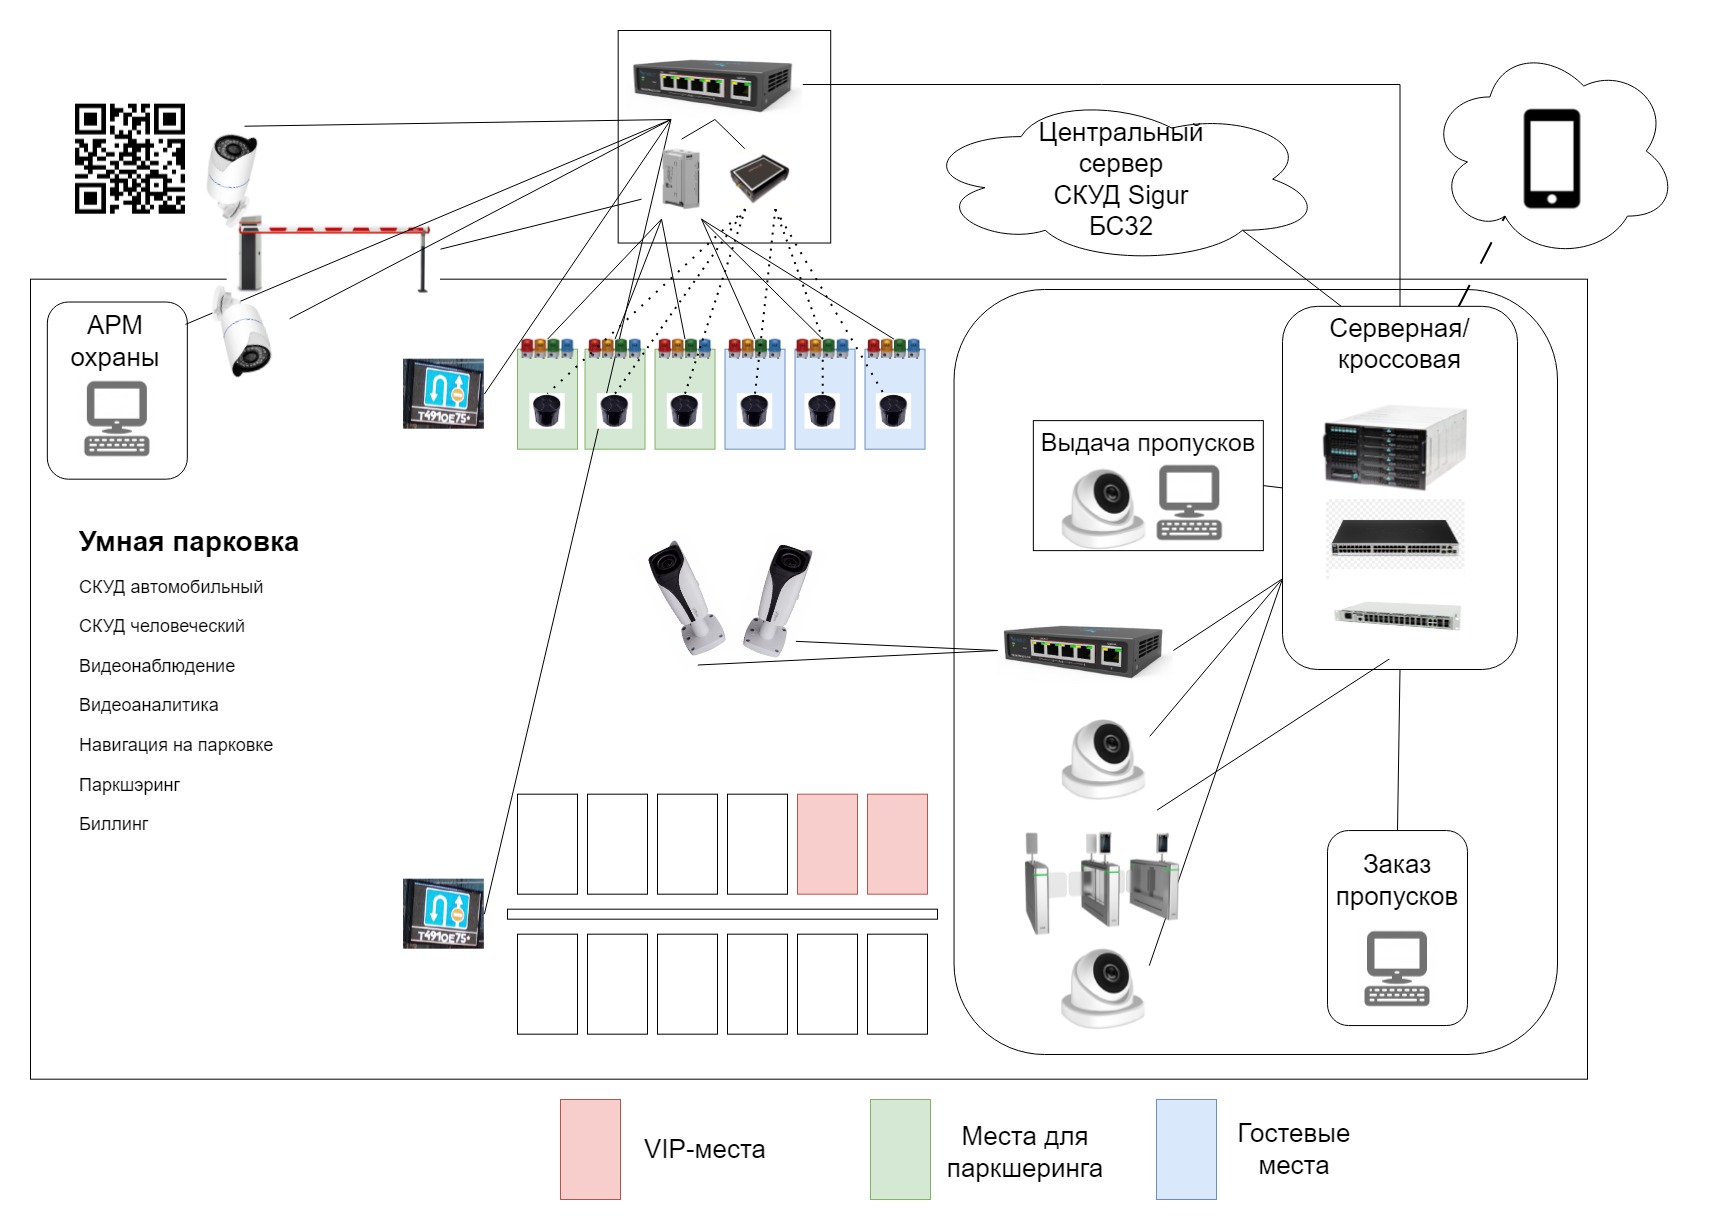 Центральный
сервер
СКУД Sigur
БС32
АРМ
охраны
Серверная/
кроссовая
T491OE75*
Выдача пропусков
Умная парковка
СКУД автомобильный
СКУД человеческий
Видеонаблюдение
Видеоаналитика
Навигация на парковке
Паркшэринг
Биллинг
Заказ
пропусков
T491OE75*
VIP-места
Места для
паркшеринга
Гостевые
места